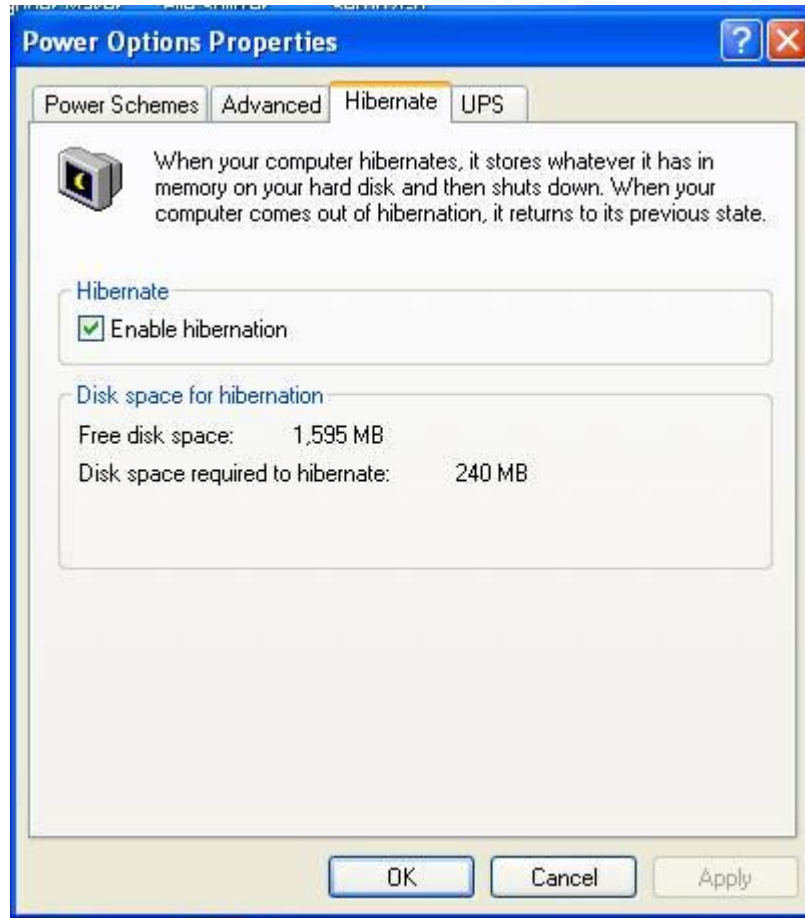 Power Options Properties
Power Schemes Advanced Hibernate UPS
When your computer hibernates, it stores whatever it has in
memory on your hard disk and then shuts down. When your
computer comes out of hibernation, it returns to its previous state.
Hibernate
Enable hibernation
Disk space for hibernation
Free disk space: 1,595 MB
Disk space required to hibernate: 240 MB
OK Cancel Apply